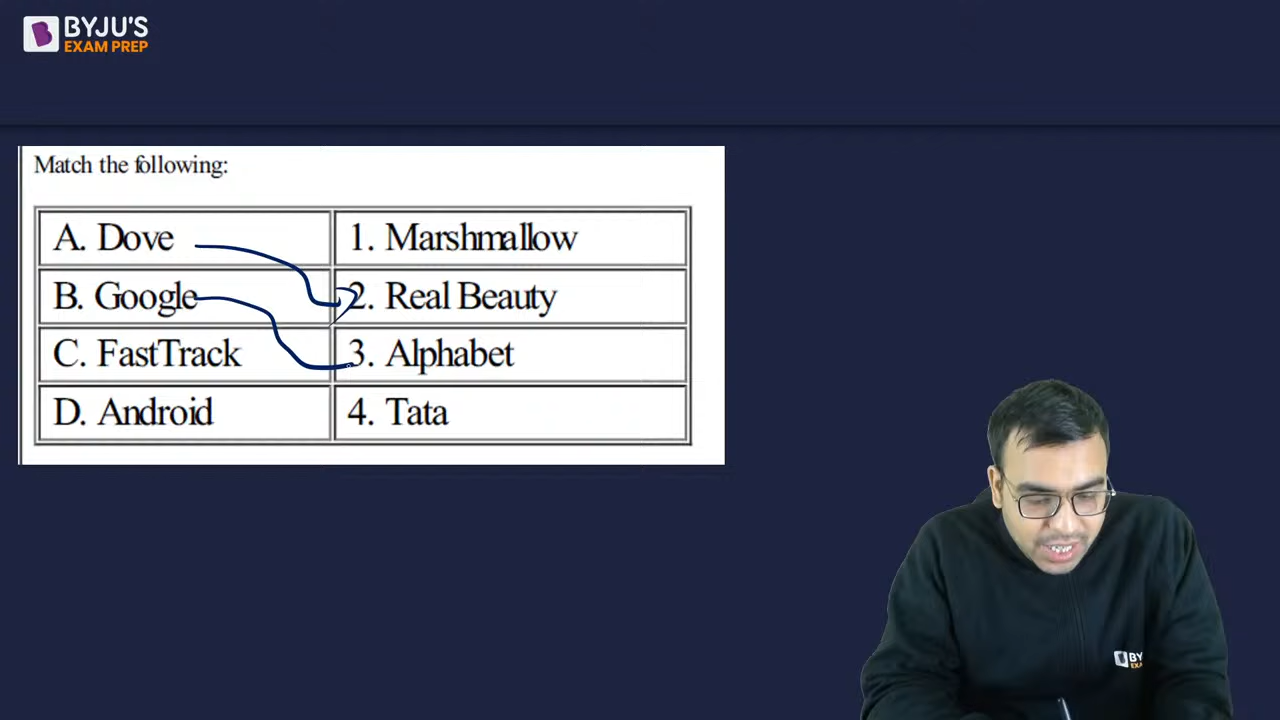 BYJU'S
EXAM PREP
Match the following:
A. Dove 1. Marshmallow
B. Google 2. Real Beauty
C. FastTrack 3. Alphabet
D. Android 4. Tata
BY